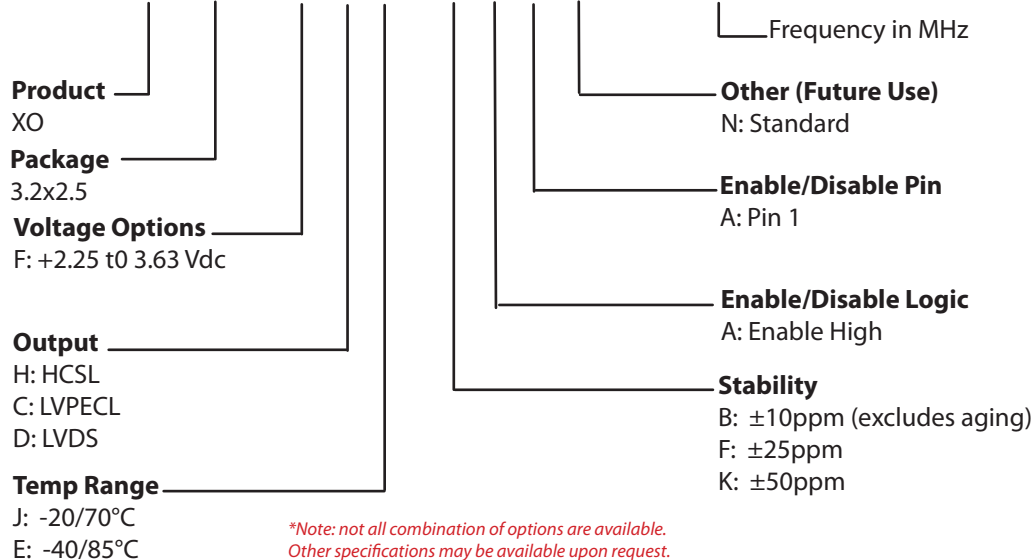 Frequency in MHz
Product
XO
Package
3.2x2.5
Voltage Options
F: +2.25 t0 3.63 Vdc
Output
H: HCSL
C: LVPECL
D: LVDS
Temp Range
J: -20/70°C
E: -40/85°C
Other (Future Use)
N: Standard
Enable/Disable Pin
A: Pin 1
Enable/Disable Logic
A: Enable High
Stability
B: ±10ppm (excludes aging)
F: ±25ppm
K: ±50ppm
*Note: not all combination of options are available.
Other specifications may be available upon request.